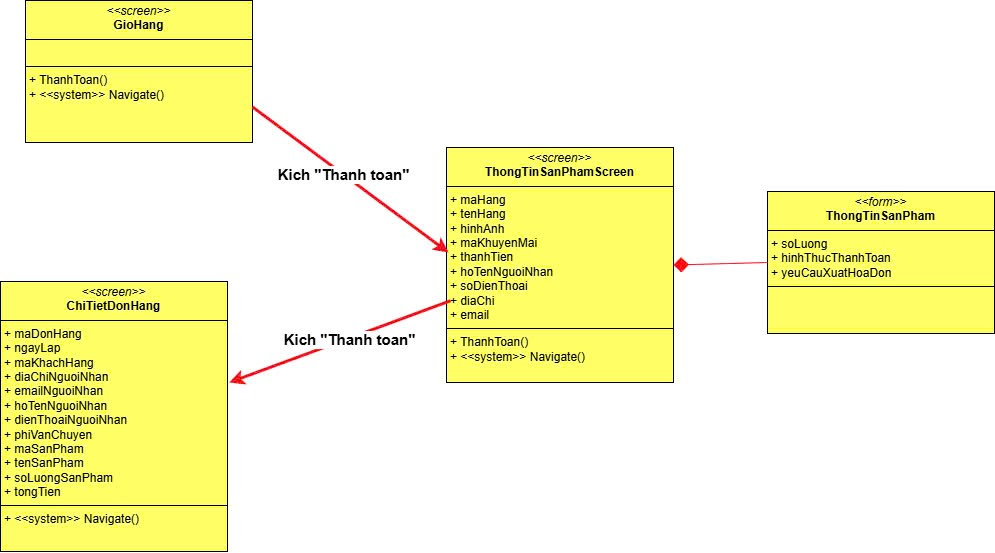 <<screen>>
GioHang
+ ThanhToan()
+ <<system>> Navigate()
Kich "Thanh toan"
<<screen>>
ThongTinSanPhamScreen
+ maHang
+ tenHang
+ hinhAnh
+ maKhuyenMai
+ thanhTien
+ hoTenNguoiNhan
+ soDienThoai
+ diaChi
+ email
+ ThanhToan()
+ <<system>> Navigate()
<<form>>
ThongTinSanPham
+ soLuong
+ hinhThucThanhToan
+ yeuCauXuatHoaDon
Kich "Thanh toan"
<<screen>>
ChiTietDonHang
+ maDonHang
+ ngayLap
+ maKhachHang
+ diaChiNguoiNhan
+ emailNguoiNhan
+ hoTenNguoiNhan
+ dienThoaiNguoiNhan
+ phiVanChuyen
+ maSanPham
+ tenSanPham
+ soLuongSanPham
+ tongTien
+ <<system>> Navigate()